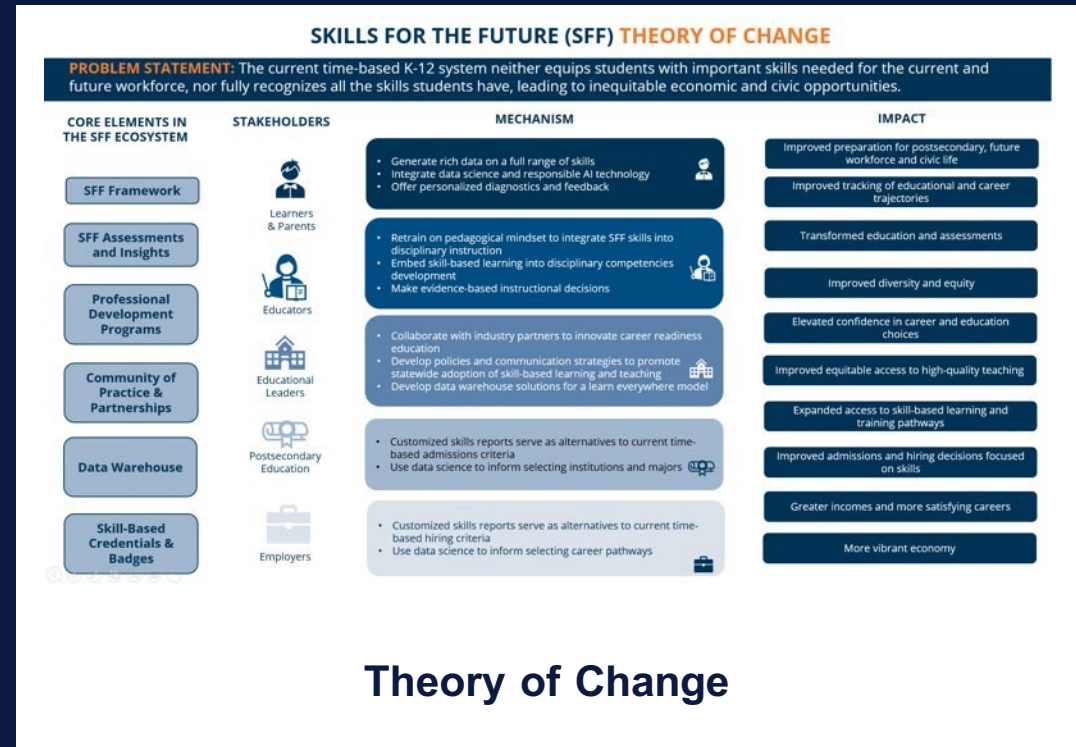 SKILLS FOR THE FUTURE (SFF) THEORY OF CHANGE
PROBLEM STATEMENT: The current time-based K-12 system neither equips students with important skills needed for the current and
future workforce, nor fully recognizes all the skills students have, leading to inequitable economic and civic opportunities.
CORE ELEMENTS IN
THE SFF ECOSYSTEM
SFF Framework
SFF Assessments
and Insights
Professional
Development
Programs
Community of
Practice &
Partnerships
Data Warehouse
Skill-Based
Credentials &
Badges
STAKEHOLDERS
Learners
& Parents
Educators
Educational
Leaders
Postsecondary
Education
Employers
MECHANISM
• Generate rich data on a full range of skills
• Integrate data science and responsible AI technology
• Offer personalized diagnostics and feedback
• Retrain on pedagogical mindset to integrate SFF skills into
disciplinary instruction
• Embed skill-based learning into disciplinary competencies
development
• Make evidence-based instructional decisions
• Collaborate with industry partners to innovate career readiness
education
• Develop policies and communication strategies to promote
statewide adoption of skill-based learning and teaching
• Develop data warehouse solutions for a learn everywhere model
• Customized skills reports serve as alternatives to current time-
based admissions criteria
• Use data science to inform selecting institutions and majors
• Customized skills reports serve as alternatives to current time-
based hiring criteria
• Use data science to inform selecting career pathways
IMPACT
Improved preparation for postsecondary, future
workforce and civic life
Improved tracking of educational and career
trajectories
Transformed education and assessments
Improved diversity and equity
Elevated confidence in career and education
choices
Improved equitable access to high-quality teaching
Expanded access to skill-based learning and
training pathways
Improved admissions and hiring decisions focused
on skills
Greater incomes and more satisfying careers
More vibrant economy
Theory of Change